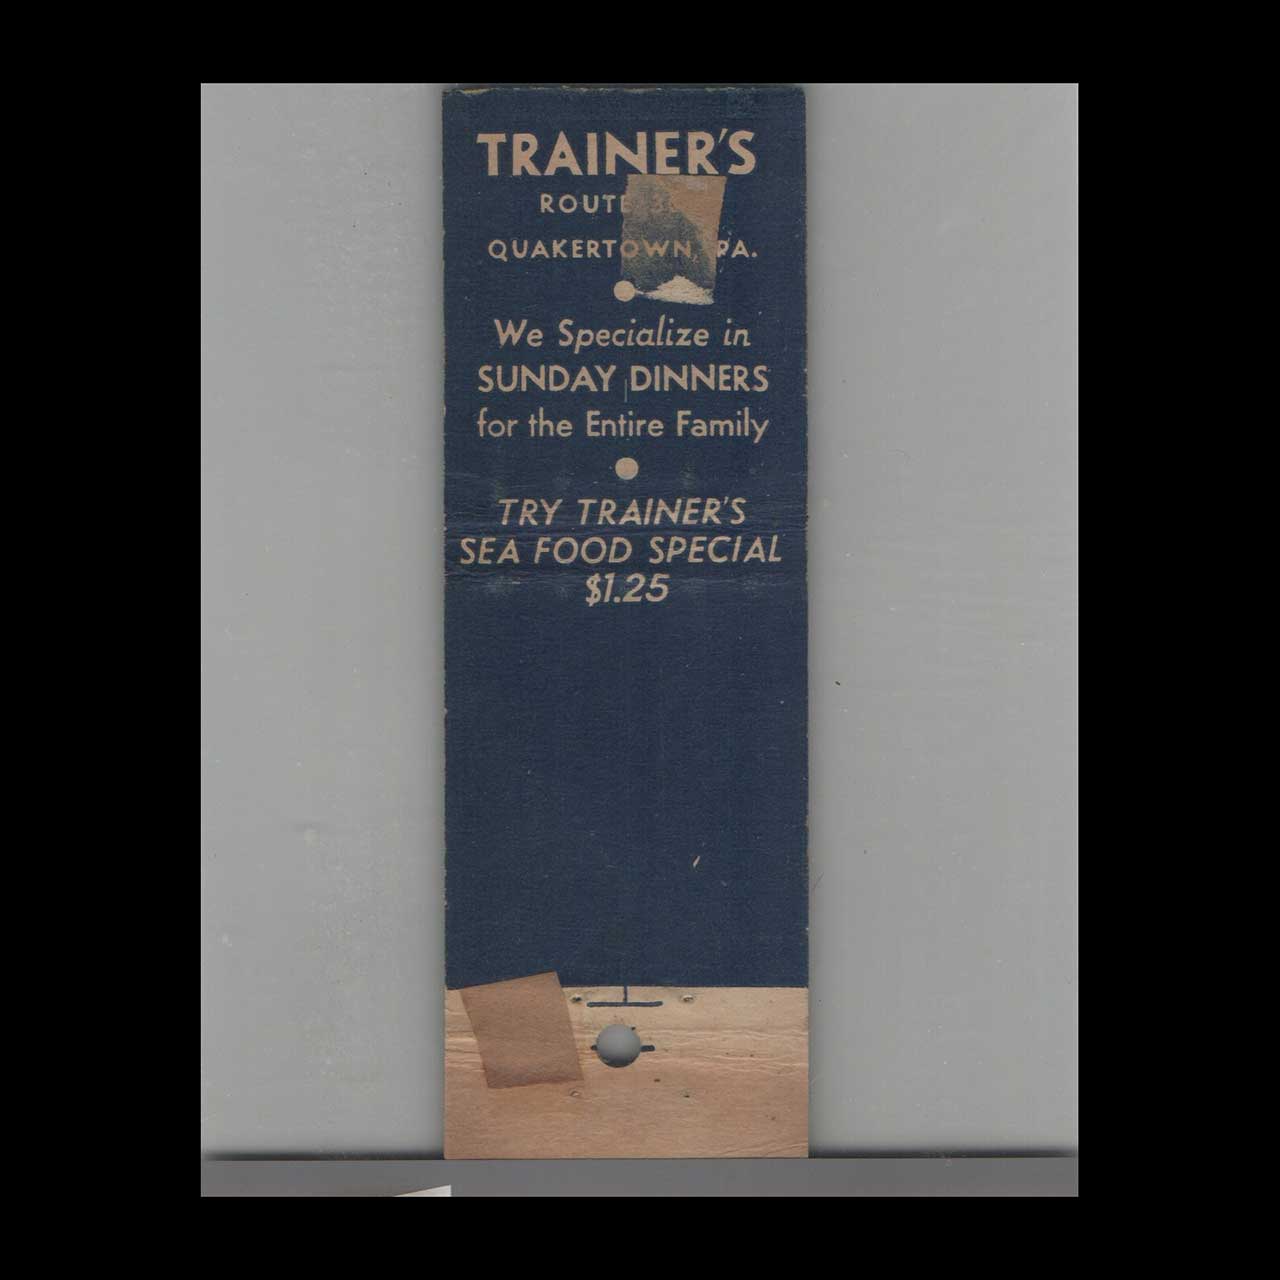 TRAINER'S
ROUTE
QUAKERTOWN, PA.
We Specialize in
SUNDAY DINNERS
for the Entire Family
TRY TRAINER'S
SEA FOOD SPECIAL
$1.25